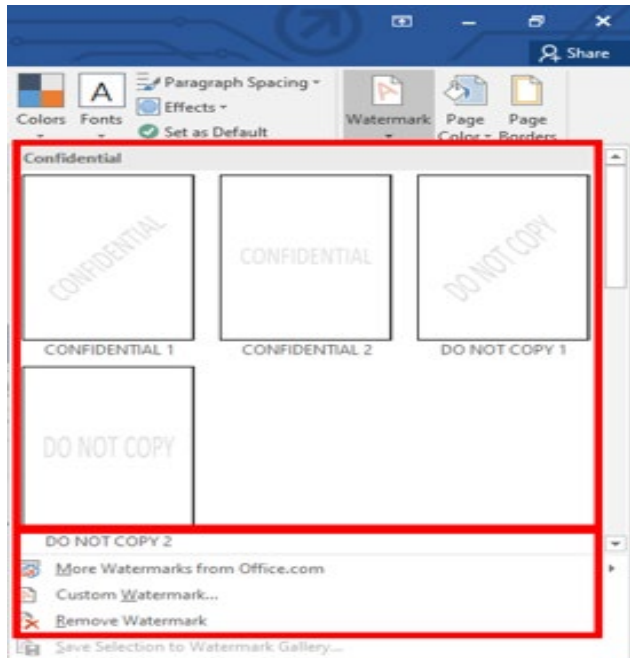 Share
Paragraph Spacing
Effects
Colors Fonts Set as Default
Watermark Page Page
Color Borders
Confidential
CONFIDENTIAL CONFIDENTIAL DO NOT COPY
CONFIDENTIAL 1 CONFIDENTIAL 2 DO NOT COPY 1
DO NOT COPY
DO NOT COPY 2
More Watermarks from Office.com
Custom Watermark...
Remove Watermark
Save Selection to Watermark Gallery...